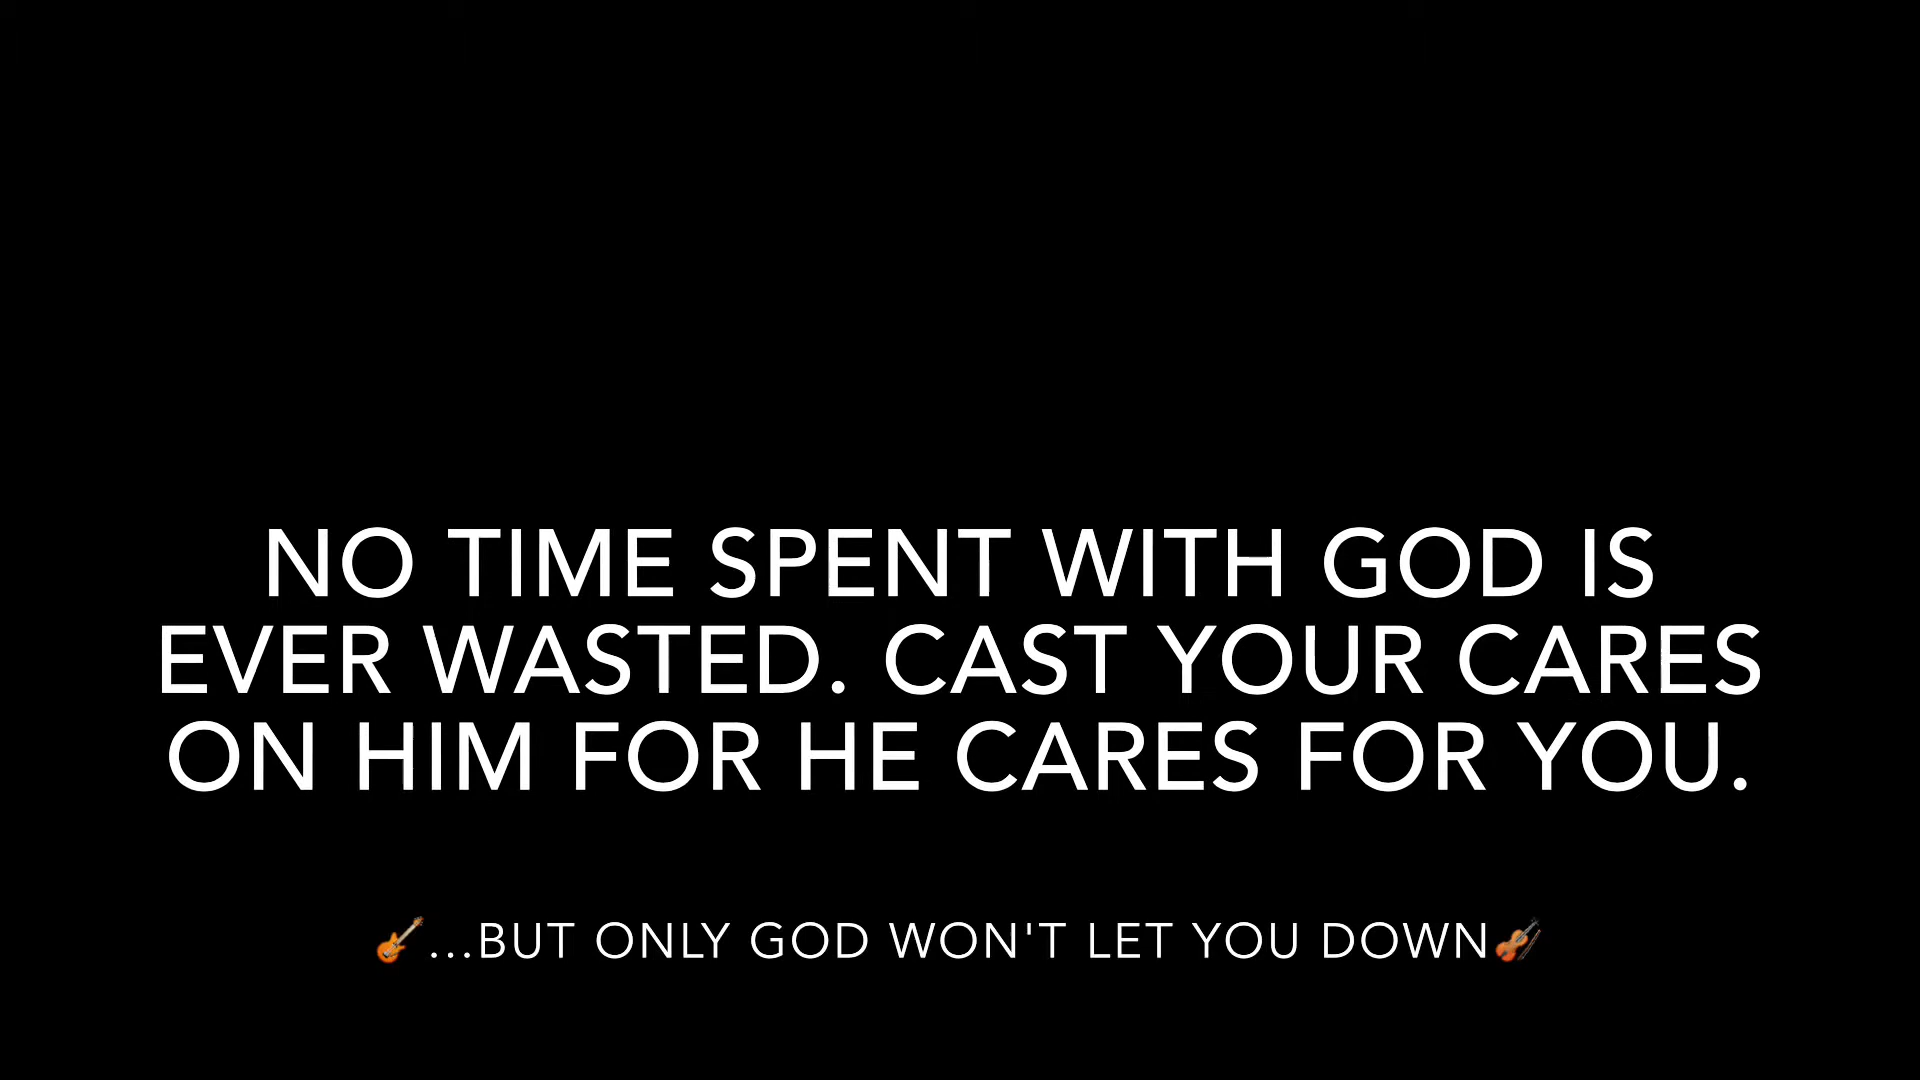 NO TIME SPENT WITH GOD IS
EVER WASTED. CAST YOUR CARES
ON HIM FOR HE CARES FOR YOU.
🎸...BUT ONLY GOD WON'T LET YOU DOWN🎻